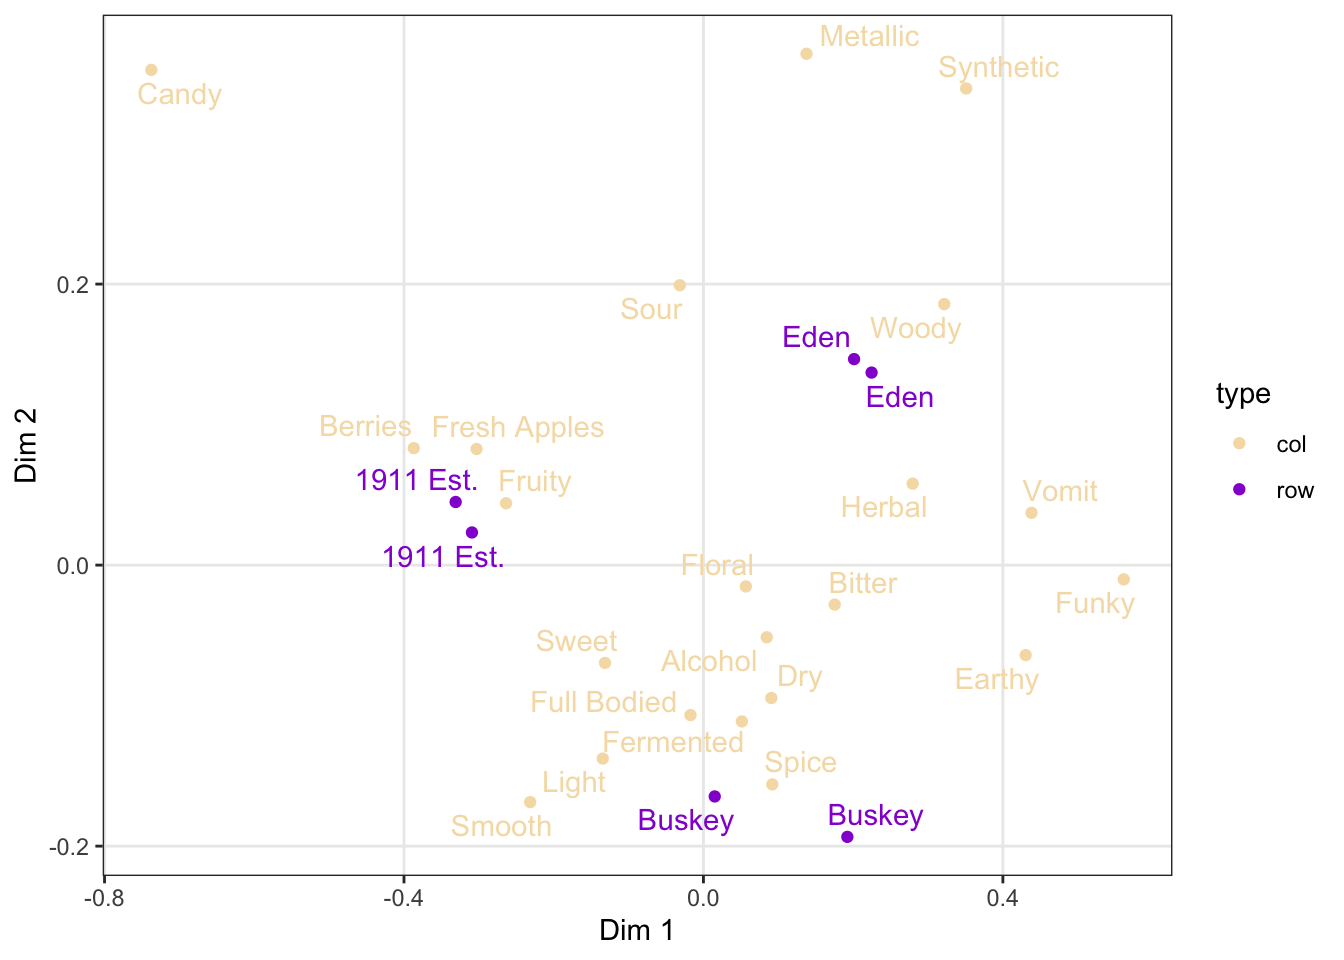 Metallic
Synthetic
Candy
0.2
Sour
Woody
Eden
Eden
type
col
row
Dim 2
Berries
Fresh Apples
1911 Est.
Fruity
Vomit
Herbal
1911 Est.
0.0
Floral
Bitter
Funky
Sweet
Alcohol
Dry
Earthy
Full Bodied
Fermented
Spice
Light
Smooth
Buskey
Buskey
-0.2
-0.8
-0.4
0.0
0.4
Dim 1